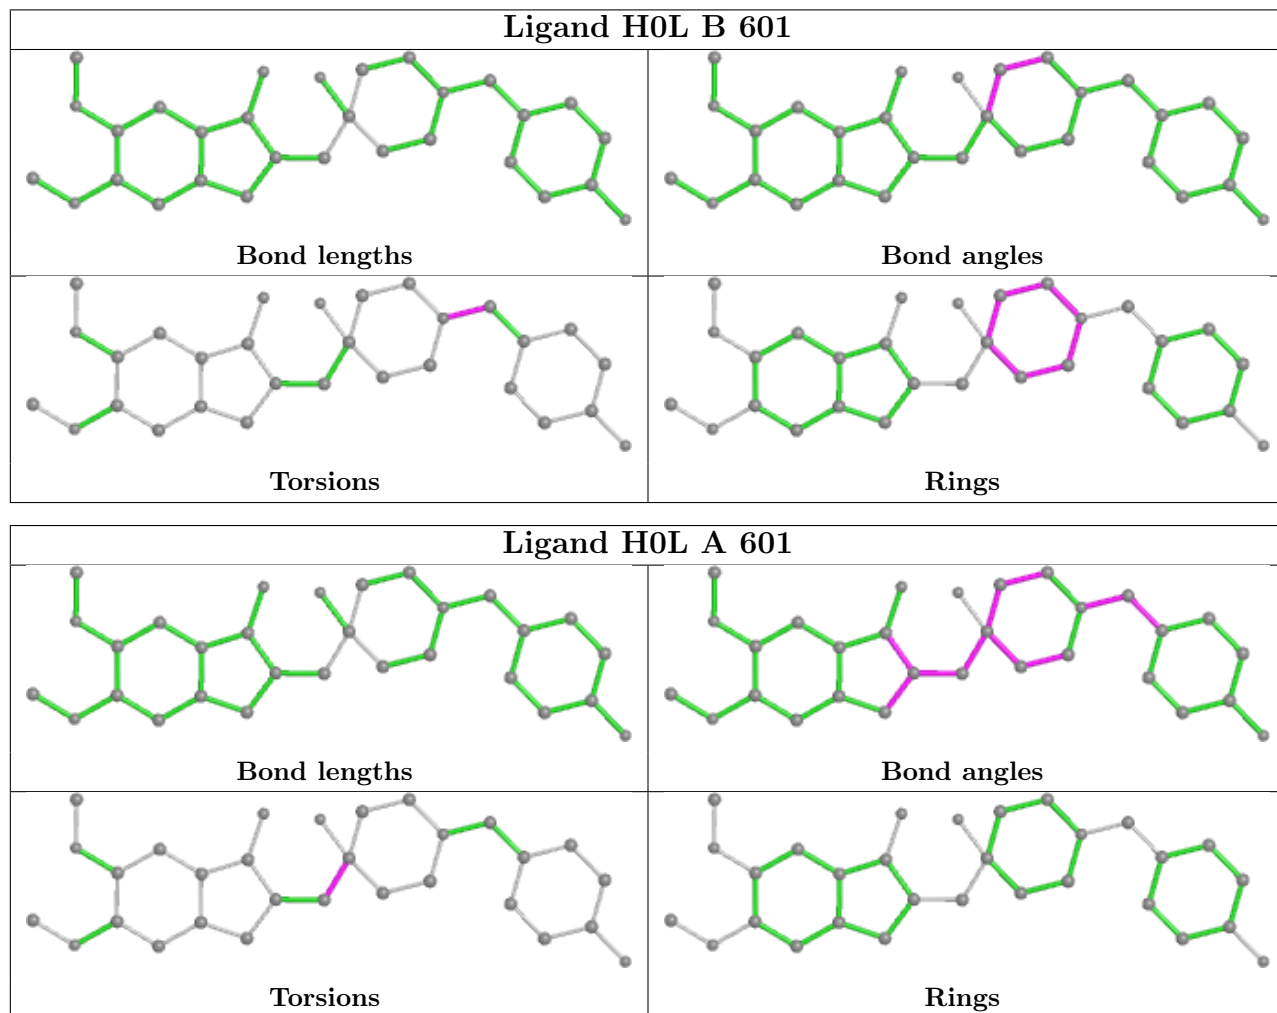 Ligand H0L B 601
Bond lengths
Bond angles
Torsions
Rings
Ligand H0L A 601
Bond lengths
Bond angles
Torsions
Rings